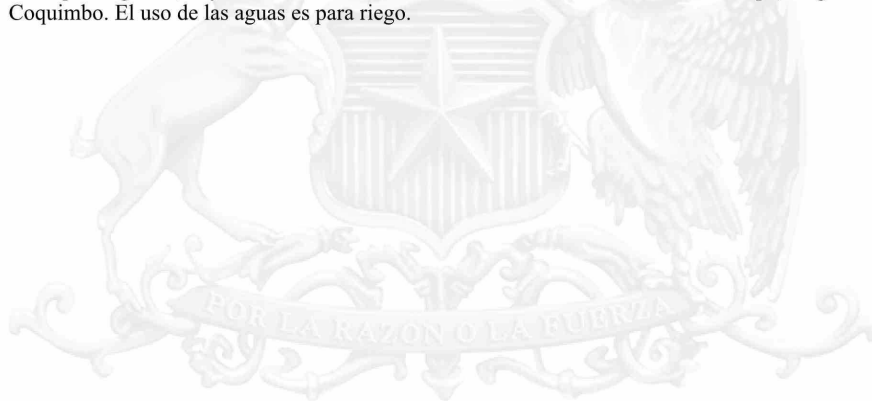 Coquimbo. El uso de las aguas es para riego.
POR LA RAZON O LA FUERZA